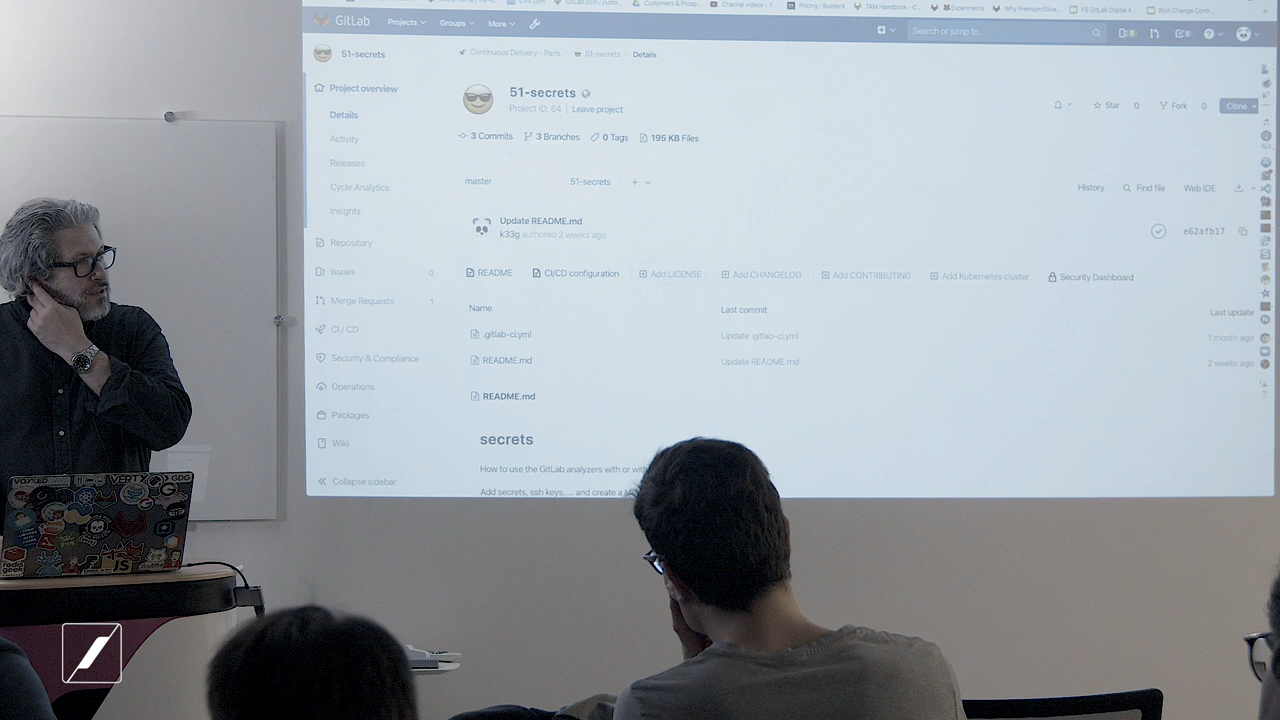 GitLab Projects Groups More Search or jump to...
51-secrets
Continuous Delivery - Paris 51-secrets Details
Project overview
Details
Activity
Releases
Cycle Analytics
Insights
Repository
Issues 0
Merge Requests 1
CI / CD
Security & Compliance
Operations
Packages
Wiki
Collapse sidebar
51-secrets
Project ID: 64 Leave project
Star 0 Fork 0 Clone
3 Commits 3 Branches 0 Tags 195 KB Files
master 51-secrets / +
History Find file Web IDE
Update README.md
k33g authored 2 weeks ago
e62afb17
README CI/CD configuration Add LICENSE Add CHANGELOG Add CONTRIBUTING Add Kubernetes cluster Security Dashboard
Name Last commit Last update
.gitlab-ci.yml Update .gitlab-ci.yml 1 month ago
README.md Update README.md 2 weeks ago
README.md
secrets
How to use the GitLab analyzers with or
Add secrets, ssh keys, ... and create a
VERT.X GDG
redis
geek
JS